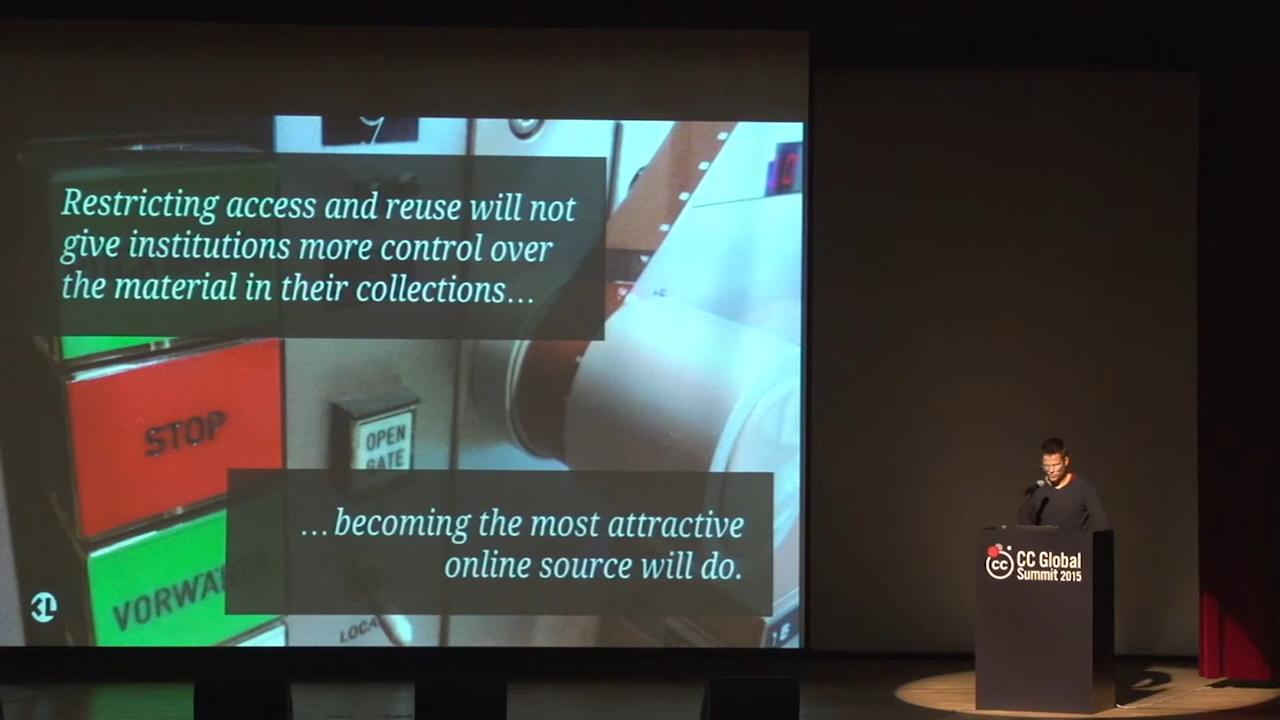 Restricting access and reuse will not
give institutions more control over
the material in their collections...
STOP
OPEN
GATE
...becoming the most attractive
online source will do.
cc
CC Global
Summit 2015